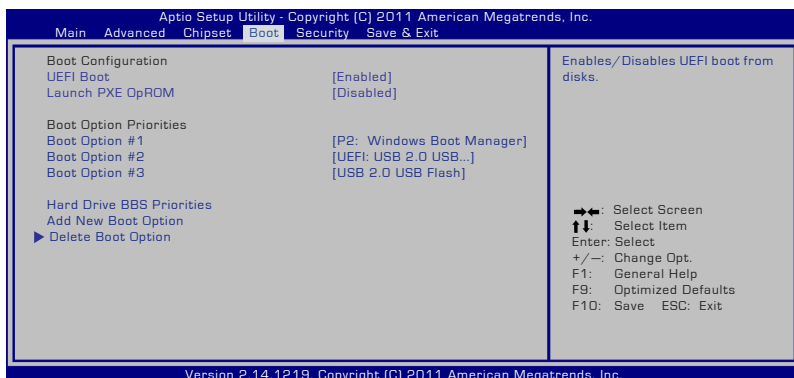 Aptio Setup Utility - Copyright (C) 2011 American Megatrends, Inc.
Main Advanced Chipset Boot Security Save & Exit
Boot Configuration
UEFI Boot [Enabled]
Launch PXE OpROM [Disabled]
Boot Option Priorities
Boot Option #1 [P2: Windows Boot Manager]
Boot Option #2 [UEFI: USB 2.0 USB...]
Boot Option #3 [USB 2.0 USB Flash]
Hard Drive BBS Priorities
Add New Boot Option
Delete Boot Option
Enables/Disables UEFI boot from
disks.
→←: Select Screen
↑↓: Select Item
Enter: Select
+/—: Change Opt.
F1: General Help
F9: Optimized Defaults
F10: Save ESC: Exit
Version 2.14.1219. Copyright (C) 2011 American Megatrends, Inc.